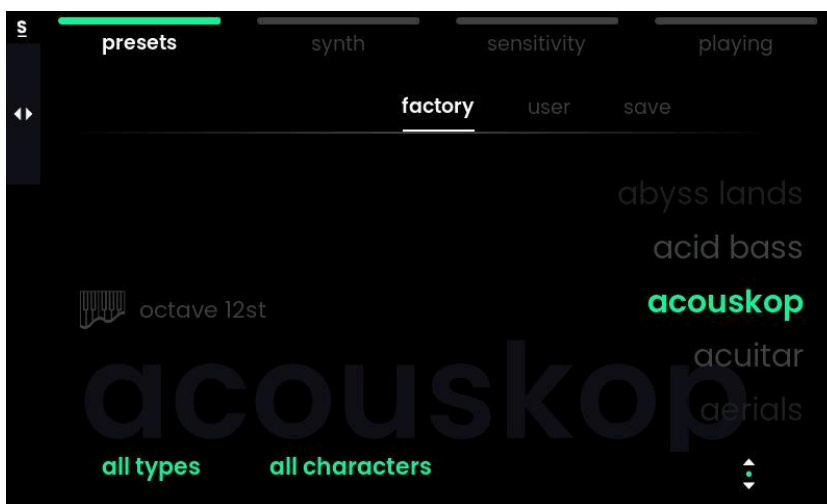 S
presets synth sensitivity playing
factory user save
abyss lands
acid bass
octave 12st
acouskop
acuitar
acouskop
aerials
all types all characters